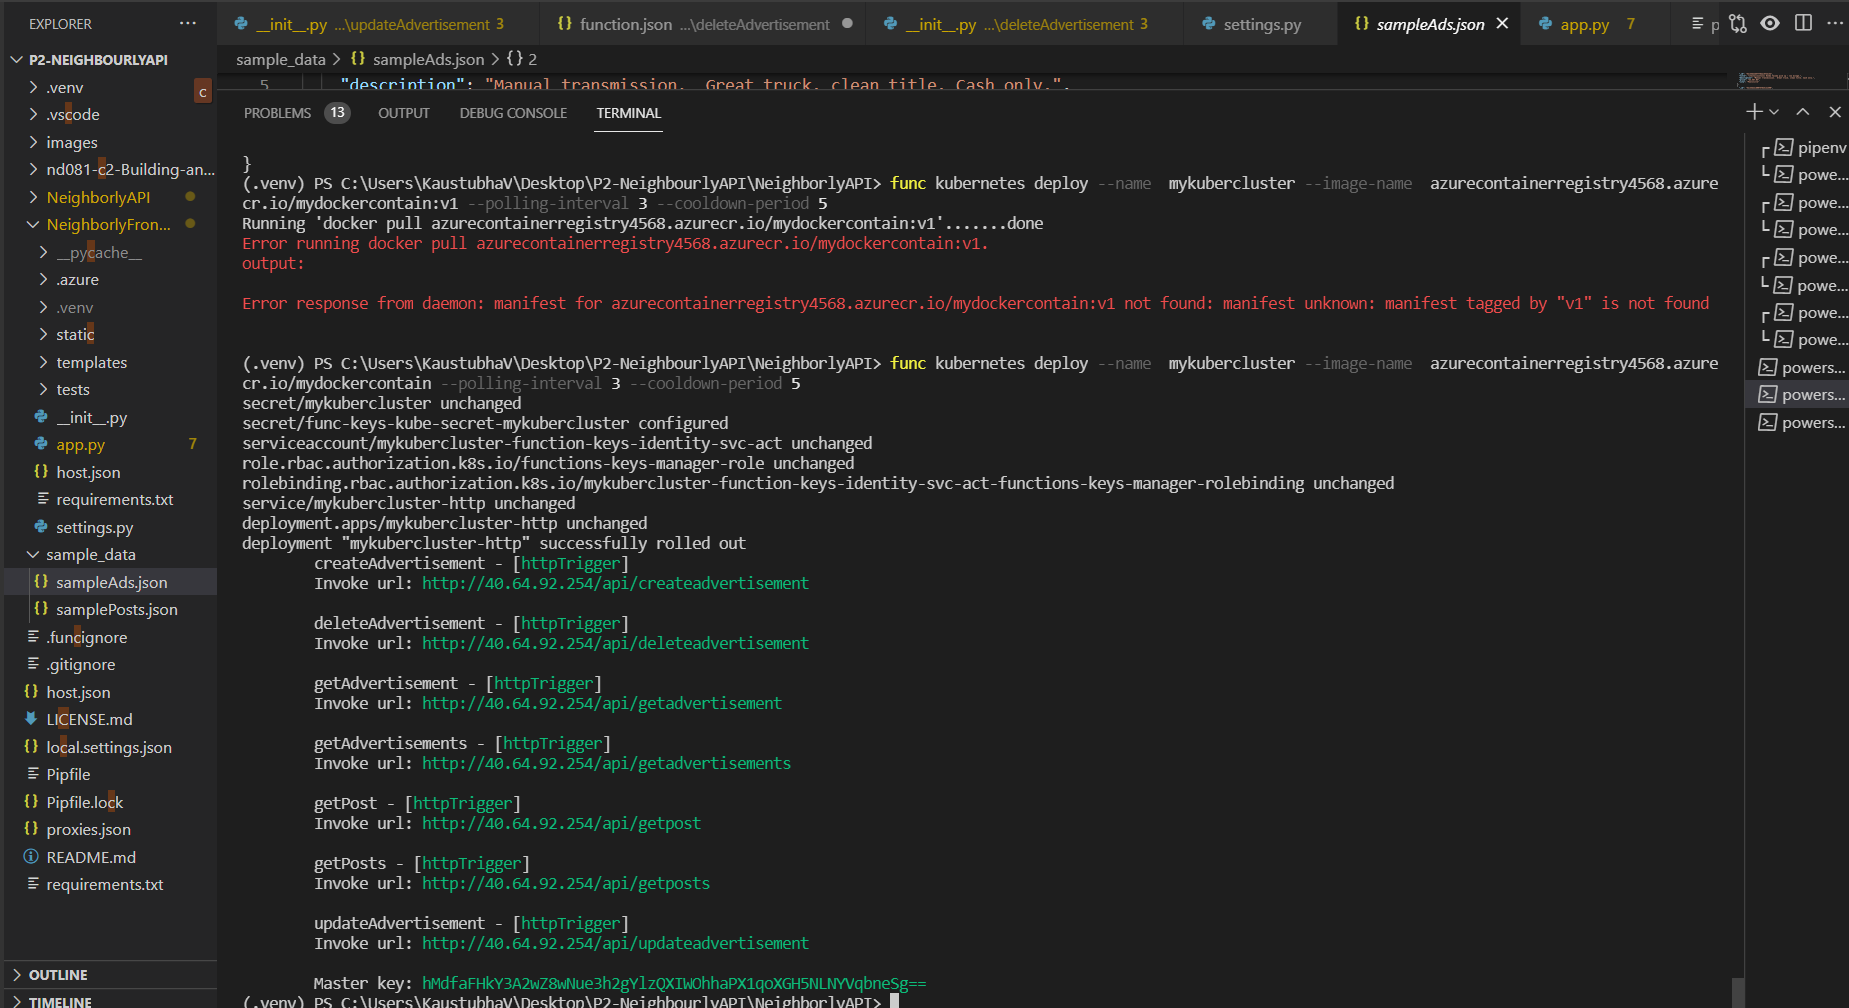 EXPLORER
P2-NEIGHBOURLYAPI
.venv
c
.vscode
images
nd081-c2-Building-an...
NeighborlyAPI
NeighborlyFron...
__pycache__
.azure
.venv
static
templates
tests
__init__.py
app.py 7
host.json
requirements.txt
settings.py
sample_data
sampleAds.json
samplePosts.json
.funcignore
.gitignore
host.json
LICENSE.md
local.settings.json
Pipfile
Pipfile.lock
proxies.json
README.md
requirements.txt
OUTLINE
TIMELINE
__init__.py ...\updateAdvertisement 3
function.json ...\deleteAdvertisement
__init__.py ...\deleteAdvertisement 3
settings.py
sampleAds.json
app.py 7
p
sample_data > sampleAds.json > {} 2
5 "description": "Manual transmission. Great truck, clean title. Cash only.",
PROBLEMS 13 OUTPUT DEBUG CONSOLE TERMINAL
}
(.venv) PS C:\Users\KaustubhaV\Desktop\P2-NeighbourlyAPI\NeighborlyAPI> func kubernetes deploy --name mykubercluster --image-name azurecontainerregistry4568.azure
cr.io/mydockercontain:v1 --polling-interval 3 --cooldown-period 5
Running 'docker pull azurecontainerregistry4568.azurecr.io/mydockercontain:v1'.......done
Error running docker pull azurecontainerregistry4568.azurecr.io/mydockercontain:v1.
output:
Error response from daemon: manifest for azurecontainerregistry4568.azurecr.io/mydockercontain:v1 not found: manifest unknown: manifest tagged by "v1" is not found
(.venv) PS C:\Users\KaustubhaV\Desktop\P2-NeighbourlyAPI\NeighborlyAPI> func kubernetes deploy --name mykubercluster --image-name azurecontainerregistry4568.azure
cr.io/mydockercontain --polling-interval 3 --cooldown-period 5
secret/mykubercluster unchanged
secret/func-keys-kube-secret-mykubercluster configured
serviceaccount/mykubercluster-function-keys-identity-svc-act unchanged
role.rbac.authorization.k8s.io/functions-keys-manager-role unchanged
rolebinding.rbac.authorization.k8s.io/mykubercluster-function-keys-identity-svc-act-functions-keys-manager-rolebinding unchanged
service/mykubercluster-http unchanged
deployment.apps/mykubercluster-http unchanged
deployment "mykubercluster-http" successfully rolled out
createAdvertisement - [httpTrigger]
Invoke url: http://40.64.92.254/api/createadvertisement
deleteAdvertisement - [httpTrigger]
Invoke url: http://40.64.92.254/api/deleteadvertisement
getAdvertisement - [httpTrigger]
Invoke url: http://40.64.92.254/api/getadvertisement
getAdvertisements - [httpTrigger]
Invoke url: http://40.64.92.254/api/getadvertisements
getPost - [httpTrigger]
Invoke url: http://40.64.92.254/api/getpost
getPosts - [httpTrigger]
Invoke url: http://40.64.92.254/api/getposts
updateAdvertisement - [httpTrigger]
Invoke url: http://40.64.92.254/api/updateadvertisement
Master key: hMdfaFHkY3A2wZ8wNue3h2gYlzQXIWOhhaPX1qoXGH5NLNYVqbneSg==
(.venv) PS C:\Users\KaustubhaV\Desktop\P2-NeighbourlyAPI\NeighborlyAPI>
pipenv
powe...
powe...
powe...
powe...
powe...
powe...
powe...
powers...
powers...
powers...